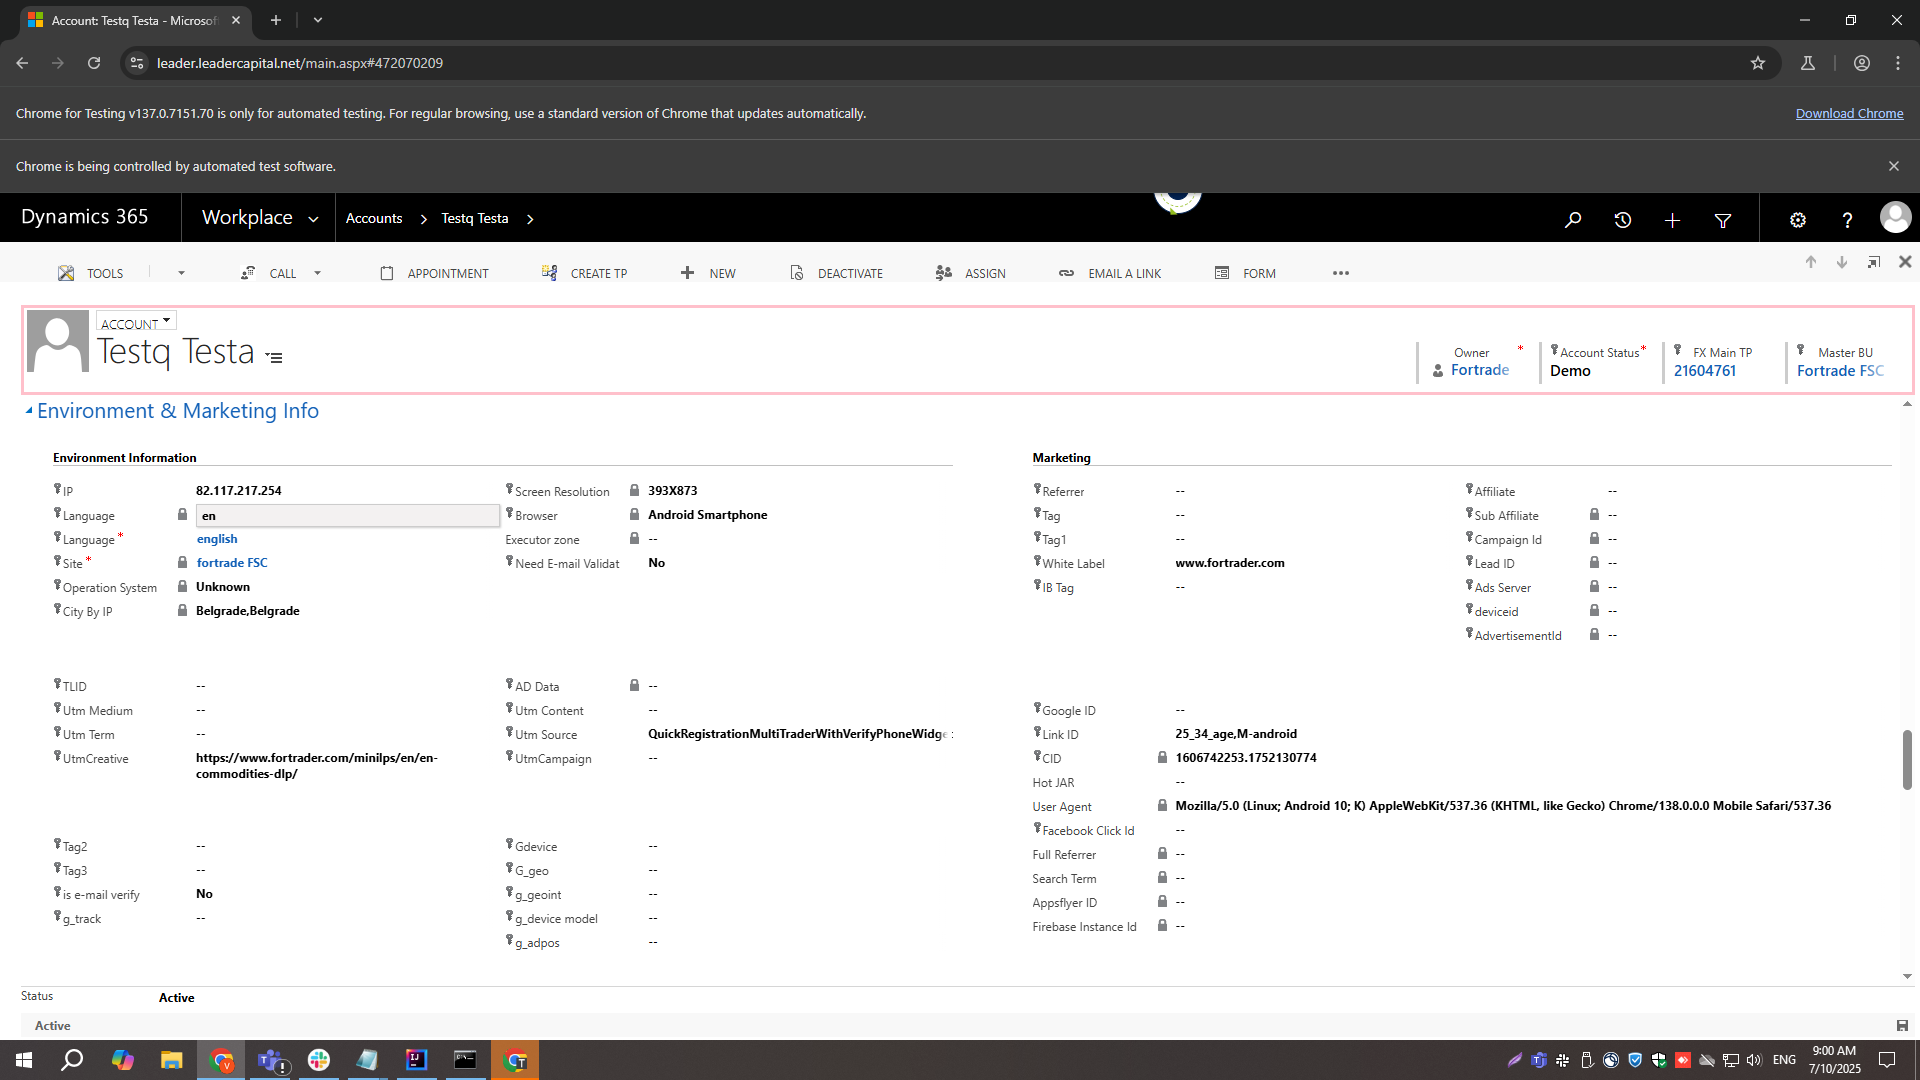 Account: Testq Testa - Microsof
leader.leadercapital.net/main.aspx#472070209
Chrome for Testing v137.0.7151.70 is only for automated testing. For regular browsing, use a standard version of Chrome that updates automatically.
Download Chrome
Chrome is being controlled by automated test software.
Dynamics 365
Workplace
Accounts
Testq Testa
TOOLS
CALL
APPOINTMENT
CREATE TP
NEW
DEACTIVATE
ASSIGN
EMAIL A LINK
FORM
ACCOUNT
Testq Testa
Owner *
Fortrade
Account Status *
Demo
FX Main TP
21604761
Master BU
Fortrade FSC
Environment & Marketing Info
Environment Information
IP 82.117.217.254
Language en
Language * english
Site * fortrade FSC
Operation System Unknown
City By IP Belgrade,Belgrade
Screen Resolution 393X873
Browser Android Smartphone
Executor zone --
Need E-mail Validat No
Marketing
Referrer --
Tag --
Tag1 --
White Label www.fortrader.com
IB Tag --
Affiliate --
Sub Affiliate --
Campaign Id --
Lead ID --
Ads Server --
deviceid --
AdvertisementId --
TLID --
Utm Medium --
Utm Term --
UtmCreative https://www.fortrader.com/minilps/en/en-
commodities-dlp/
AD Data --
Utm Content --
Utm Source QuickRegistrationMultiTraderWithVerifyPhoneWidge
UtmCampaign --
Google ID --
Link ID 25_34_age,M-android
CID 1606742253.1752130774
Hot JAR --
User Agent Mozilla/5.0 (Linux; Android 10; K) AppleWebKit/537.36 (KHTML, like Gecko) Chrome/138.0.0.0 Mobile Safari/537.36
Facebook Click Id --
Full Referrer --
Search Term --
Appsflyer ID --
Firebase Instance Id --
Tag2 --
Tag3 --
is e-mail verify No
g_track --
Gdevice --
G_geo --
g_geoint --
g_device model --
g_adpos --
Status Active
Active
ENG
9:00 AM
7/10/2025